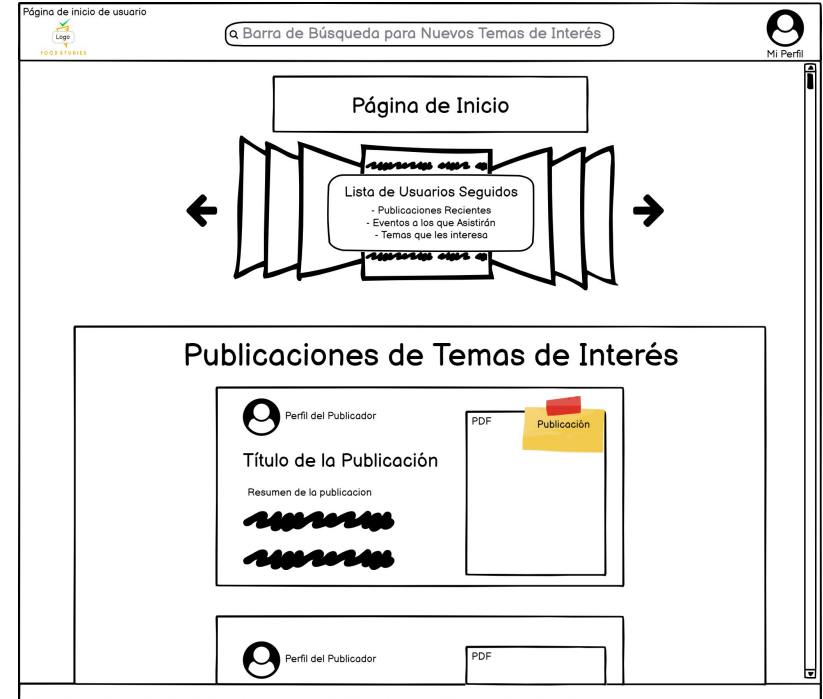 Página de inicio de usuario
Logo
FOOD STUDIES
Barra de Búsqueda para Nuevos Temas de Interés
Mi Perfil
Página de Inicio
Lista de Usuarios Seguidos
- Publicaciones Recientes
- Eventos a los que Asistirán
- Temas que les interesa
Publicaciones de Temas de Interés
Perfil del Publicador
PDF
Publicación
Título de la Publicación
Resumen de la publicacion
Perfil del Publicador
PDF